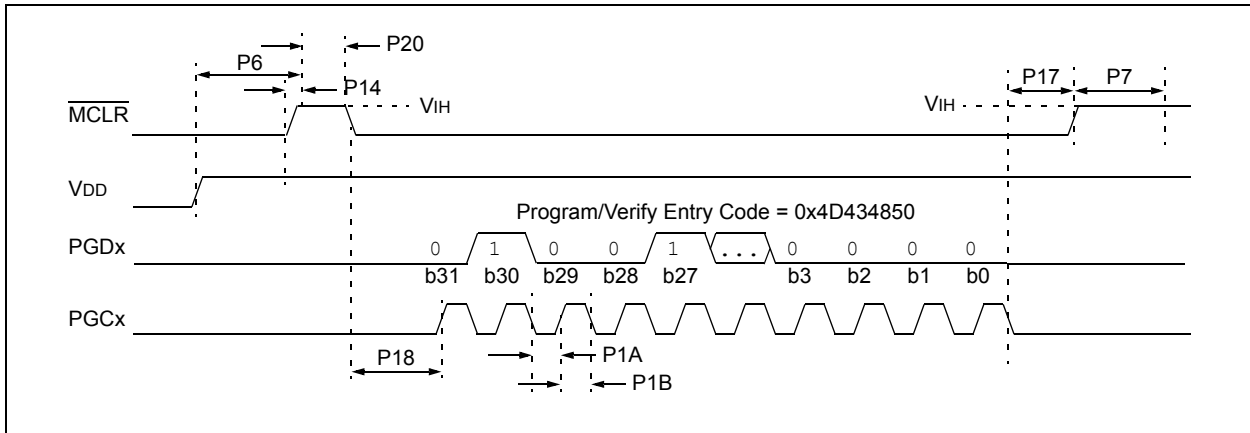 P20
P6
P14
P17
P7
MCLR
VIH
VIH
VDD
Program/Verify Entry Code = 0x4D434850
PGDx
0 1 0 0 1 ... 0 0 0 0
b31 b30 b29 b28 b27 b3 b2 b1 b0
PGCx
P18
P1A
P1B